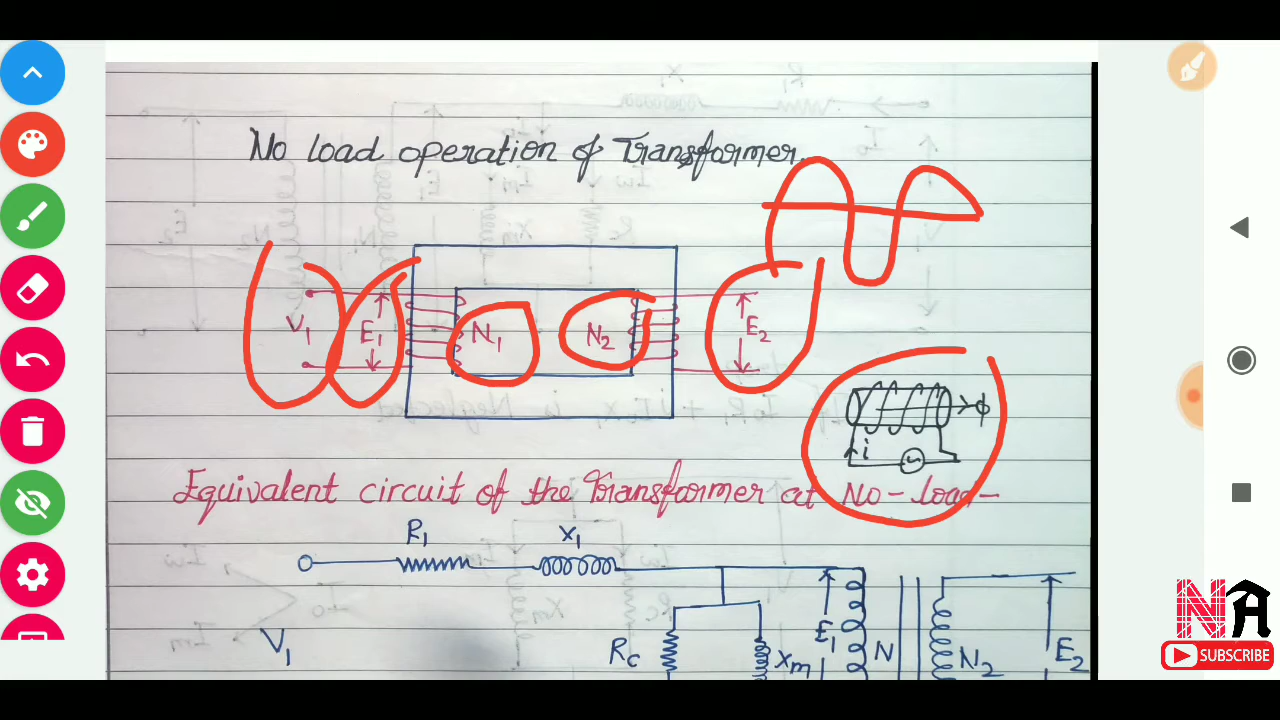 No load operation of Transformer.
V1 E1 N1 N2 E2
i ϕ
Equivalent circuit of the Transformer at No-load-
R1 X1
V1 Rc Xm E1 N N2 E2
NA
SUBSCRIBE